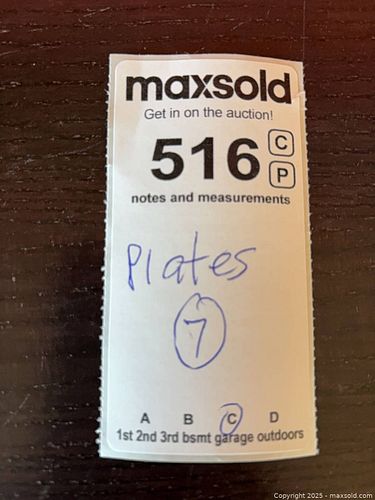 maxsold
Get in on the auction!
516 C
P
notes and measurements
Plates
7
A B C D
1st 2nd 3rd bsmt garage outdoors
Copyright 2025 - maxsold.com